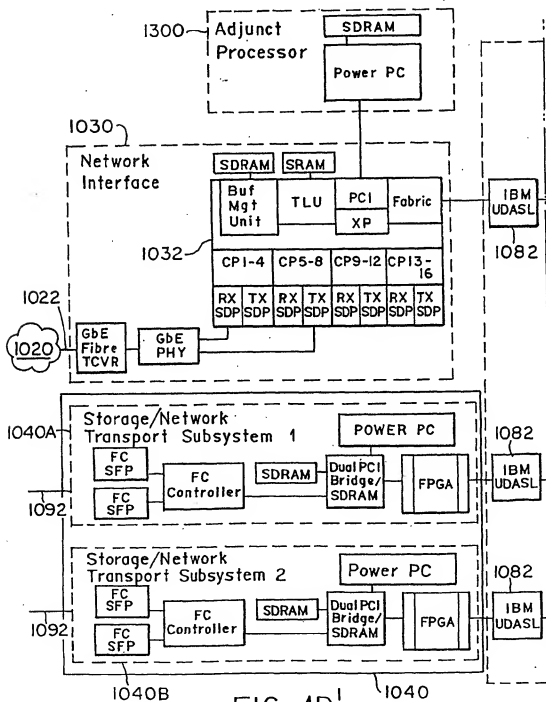 1300
Adjunct
Processor
SDRAM
Power PC
1030
Network
Interface
SDRAM
SRAM
Buf
Mgt
Unit
TLU
PCI
XP
Fabric
IBM
UDASL
1082
1032
CP1-4
CP5-8
CP9-12
CP13-
16
RX
SDP
TX
SDP
RX
SDP
TX
SDP
RX
SDP
TX
SDP
RX
SDP
TX
SDP
1022
1020
GbE
Fibre
TCVR
GbE
PHY
1040A
Storage/Network
Transport Subsystem 1
POWER PC
1082
FC
SFP
FC
SFP
FC
Controller
SDRAM
Dual PCI
Bridge/
SDRAM
FPGA
IBM
UDASL
1092
Storage/Network
Transport Subsystem 2
Power PC
1082
FC
SFP
FC
SFP
FC
Controller
SDRAM
Dual PCI
Bridge/
SDRAM
FPGA
IBM
UDASL
1092
1040B
1040
FIG. 4D'